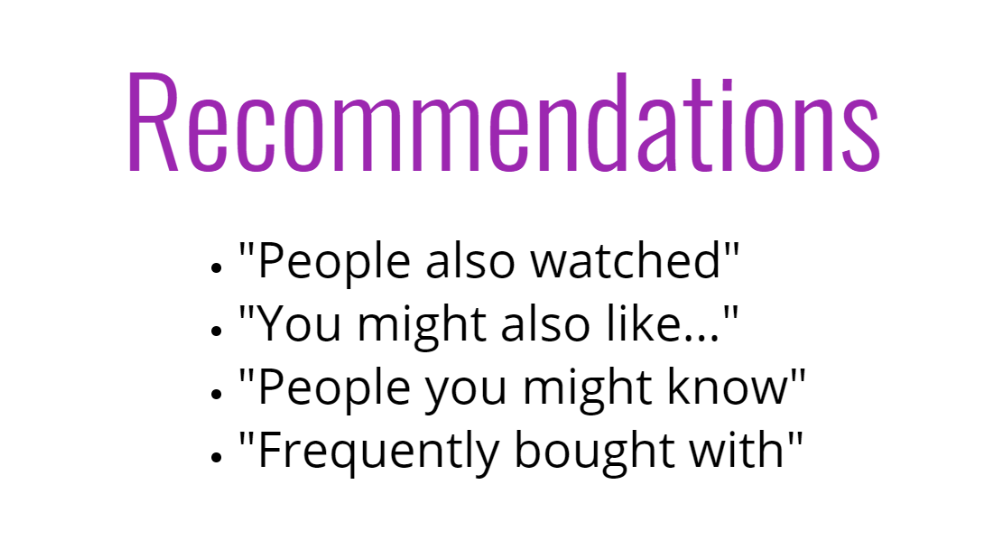 Recommendations
• "People also watched"
• "You might also like..."
• "People you might know"
• "Frequently bought with"